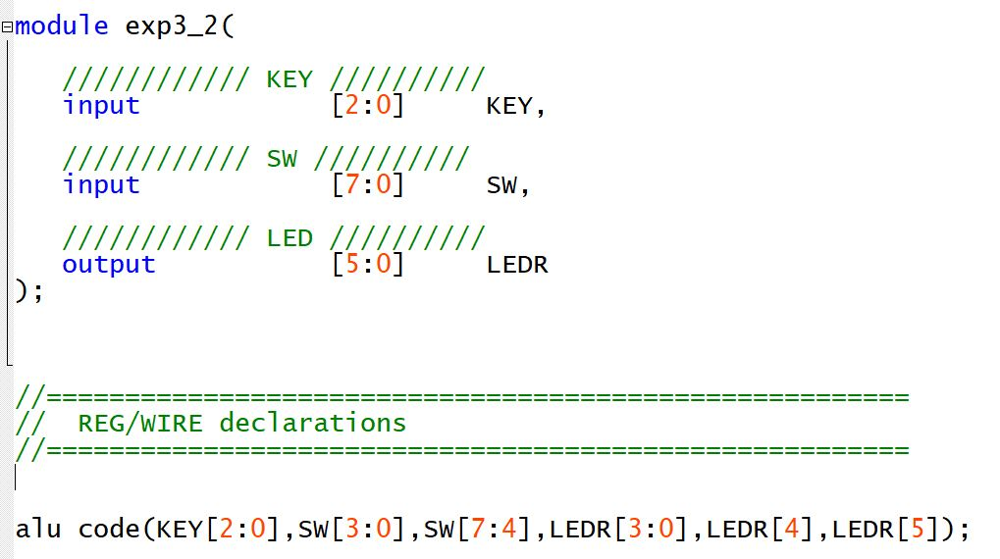 module exp3_2(
//////////// KEY //////////
input [2:0] KEY,
//////////// SW //////////
input [7:0] SW,
//////////// LED //////////
output [5:0] LEDR
);
//=======================================================
// REG/WIRE declarations
//=======================================================
alu code(KEY[2:0],SW[3:0],SW[7:4],LEDR[3:0],LEDR[4],LEDR[5]);